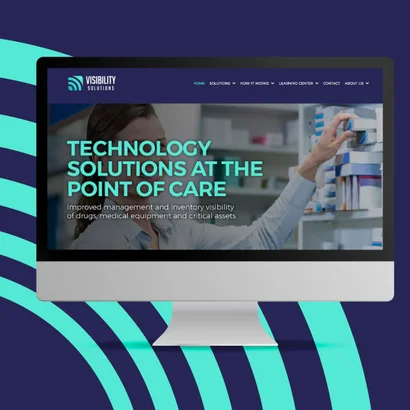 VISIBILITY
SOLUTIONS
HOME SOLUTIONS HOW IT WORKS LEARNING CENTER CONTACT ABOUT US
TECHNOLOGY
SOLUTIONS AT THE
POINT OF CARE
Improved management and inventory visibility
of drugs, medical equipment and critical assets